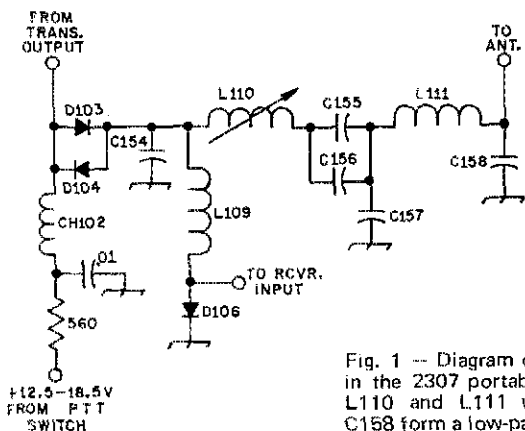 FROM
TRANS.
OUTPUT
TO
ANT.
L110
L111
D103
C155
C154
C156
C158
D104
L109
C157
CH102
.01
TO RCVR.
INPUT
560
D106
+12.5-18.5V
FROM PTT
SWITCH
Fig. 1 -- Diagram
in the 2307 portab
L110 and L111
C158 form a low-pa